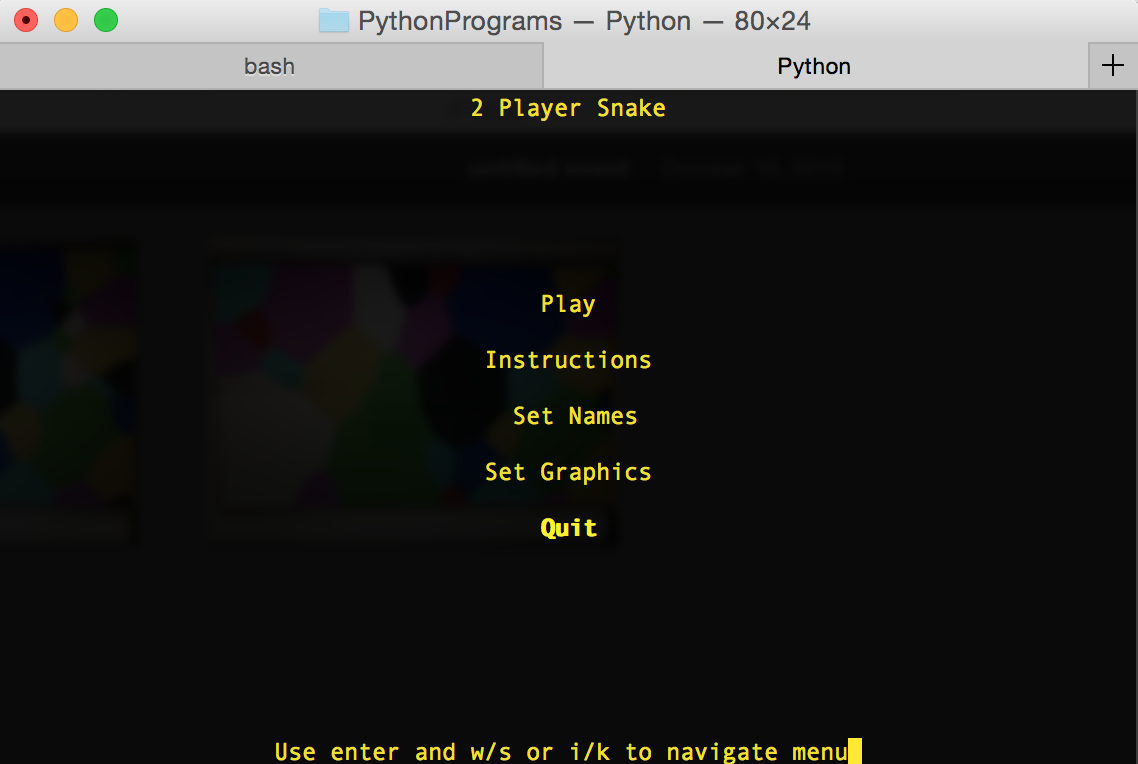 PythonPrograms — Python — 80×24
bash
Python
2 Player Snake
Play
Instructions
Set Names
Set Graphics
Quit
Use enter and w/s or i/k to navigate menu